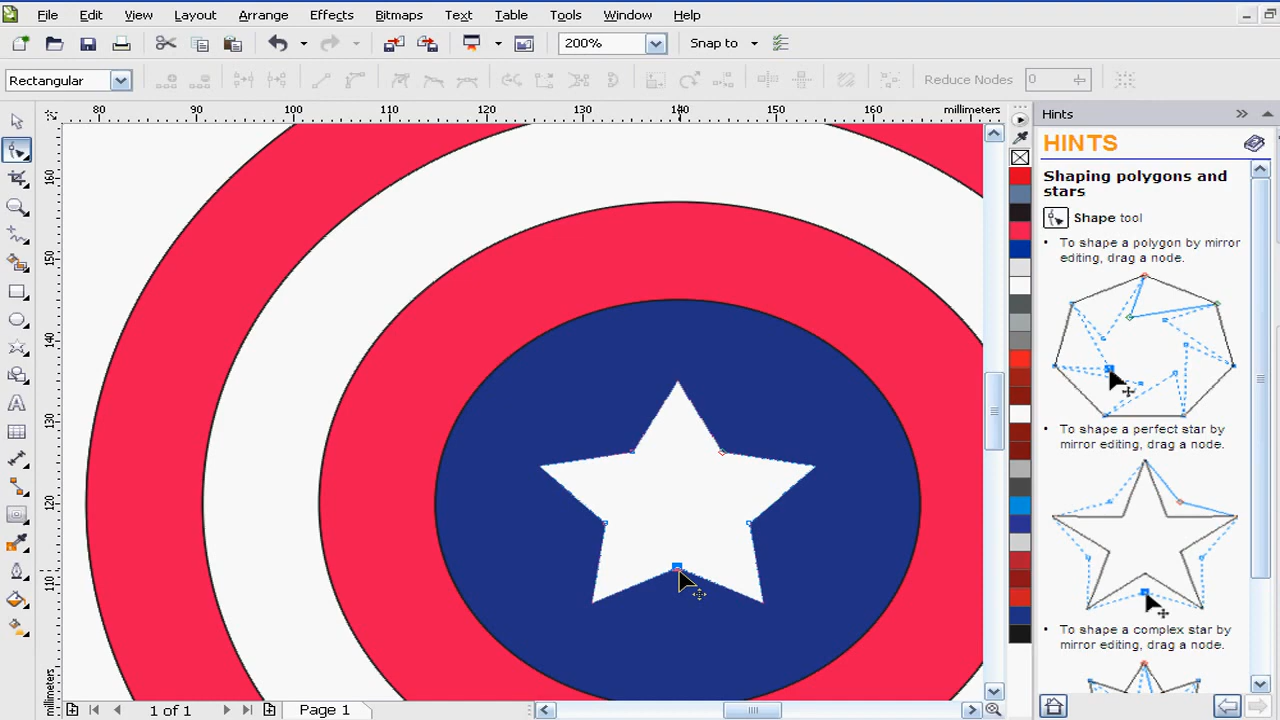 File Edit View Layout Arrange Effects Bitmaps Text Table Tools Window Help
200% Snap to
Rectangular Reduce Nodes 0
80 90 100 110 120 130 140 150 160 millimeters
160
150
140
130
120
110
millimeters
1 of 1 Page 1
Hints
HINTS
Shaping polygons and
stars
Shape tool
• To shape a polygon by mirror
editing, drag a node.
• To shape a perfect star by
mirror editing, drag a node.
• To shape a complex star by
mirror editing, drag a node.